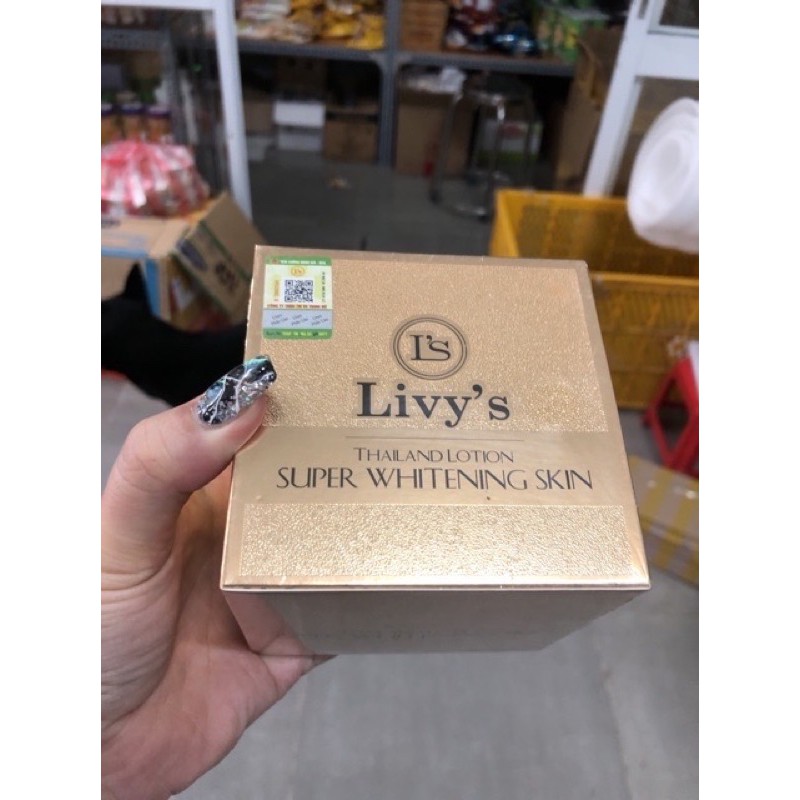 L'S
L'S
Livy's
THAILAND LOTION
SUPER WHITENING SKIN